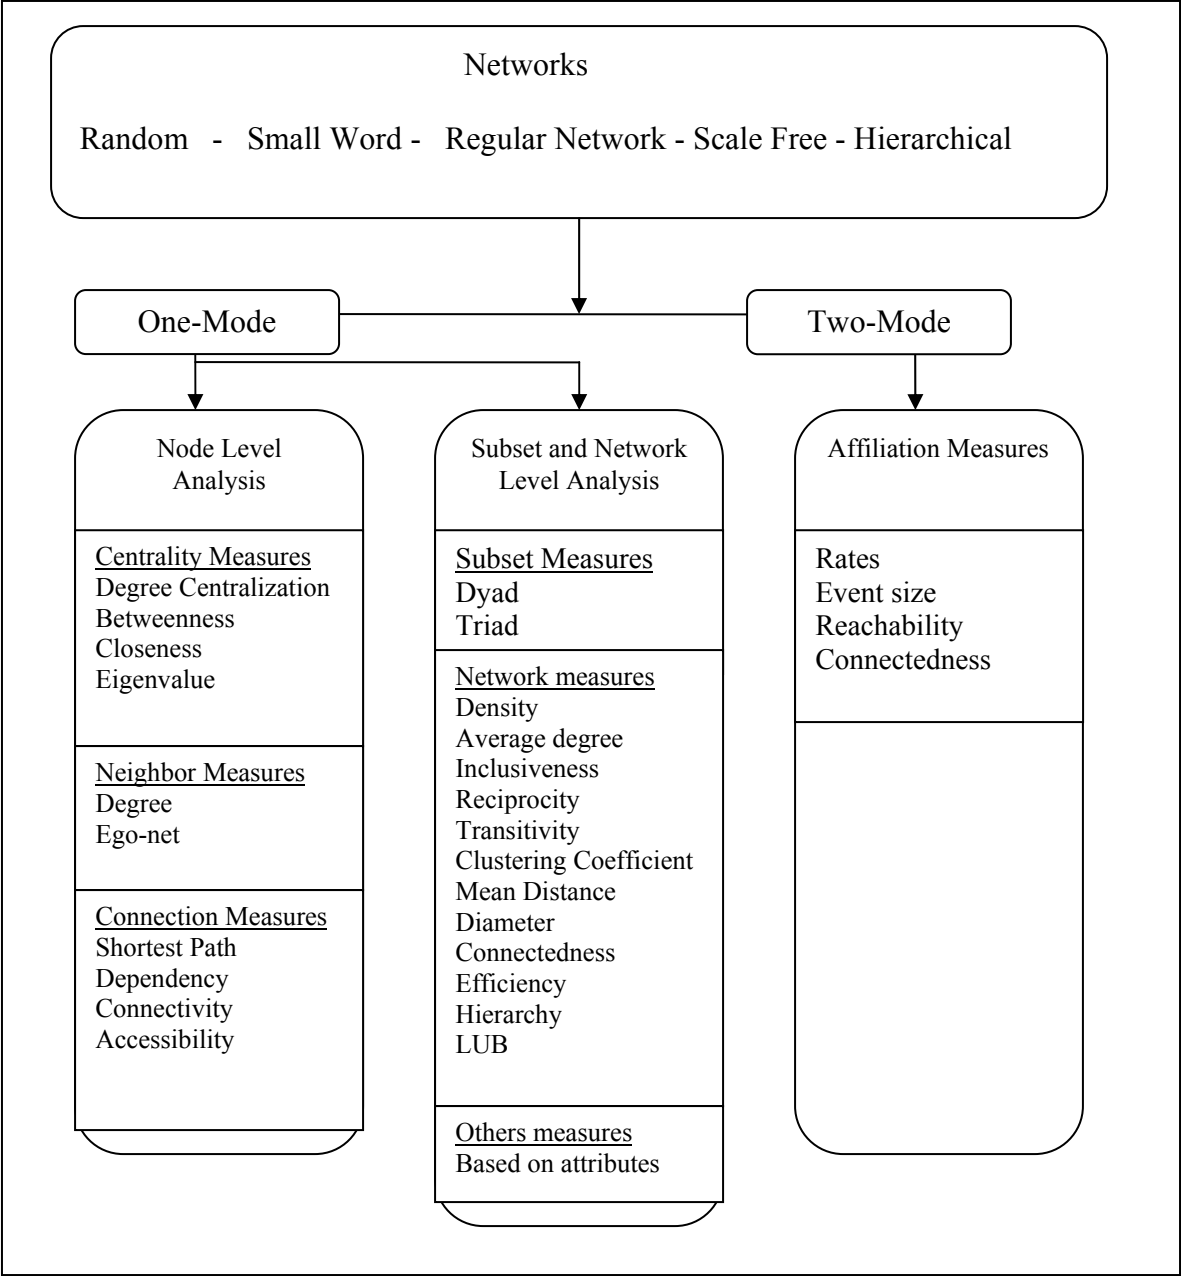 Networks
Random - Small Word - Regular Network - Scale Free - Hierarchical
One-Mode
Two-Mode
Node Level
Analysis
Centrality Measures
Degree Centralization
Betweenness
Closeness
Eigenvalue
Neighbor Measures
Degree
Ego-net
Connection Measures
Shortest Path
Dependency
Connectivity
Accessibility
Subset and Network
Level Analysis
Subset Measures
Dyad
Triad
Network measures
Density
Average degree
Inclusiveness
Reciprocity
Transitivity
Clustering Coefficient
Mean Distance
Diameter
Connectedness
Efficiency
Hierarchy
LUB
Others measures
Based on attributes
Affiliation Measures
Rates
Event size
Reachability
Connectedness